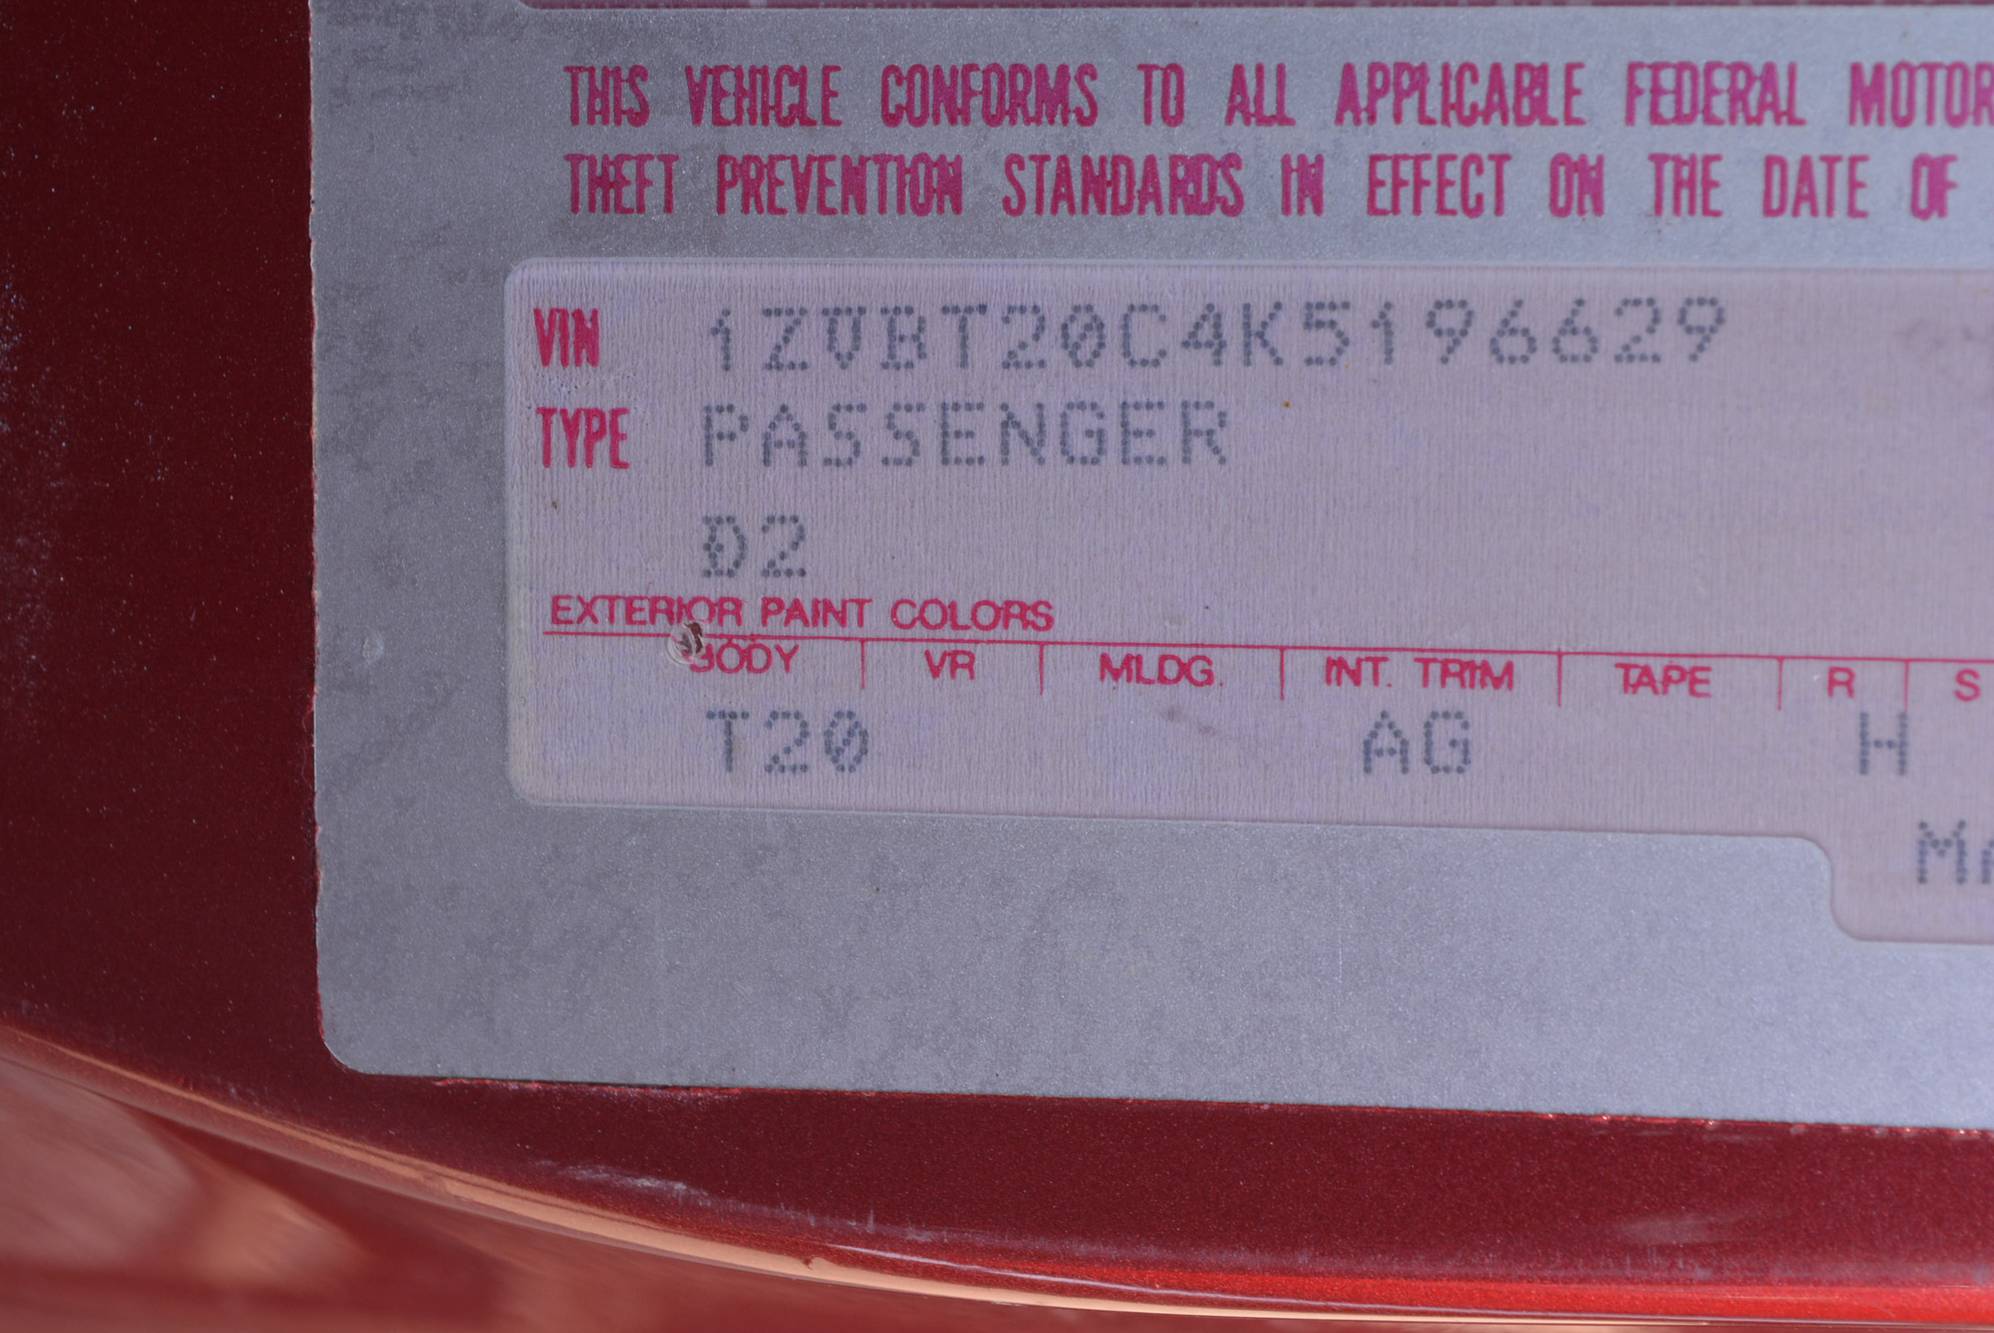 THIS VEHICLE CONFORMS TO ALL APPLICABLE FEDERAL MOTOR
THEFT PREVENTION STANDARDS IN EFFECT ON THE DATE OF
VIN 1ZVBT20C4K5196629
TYPE PASSENGER
D2
EXTERIOR PAINT COLORS
BODY VR MLDG. INT. TRIM TAPE R S
T20 AG H